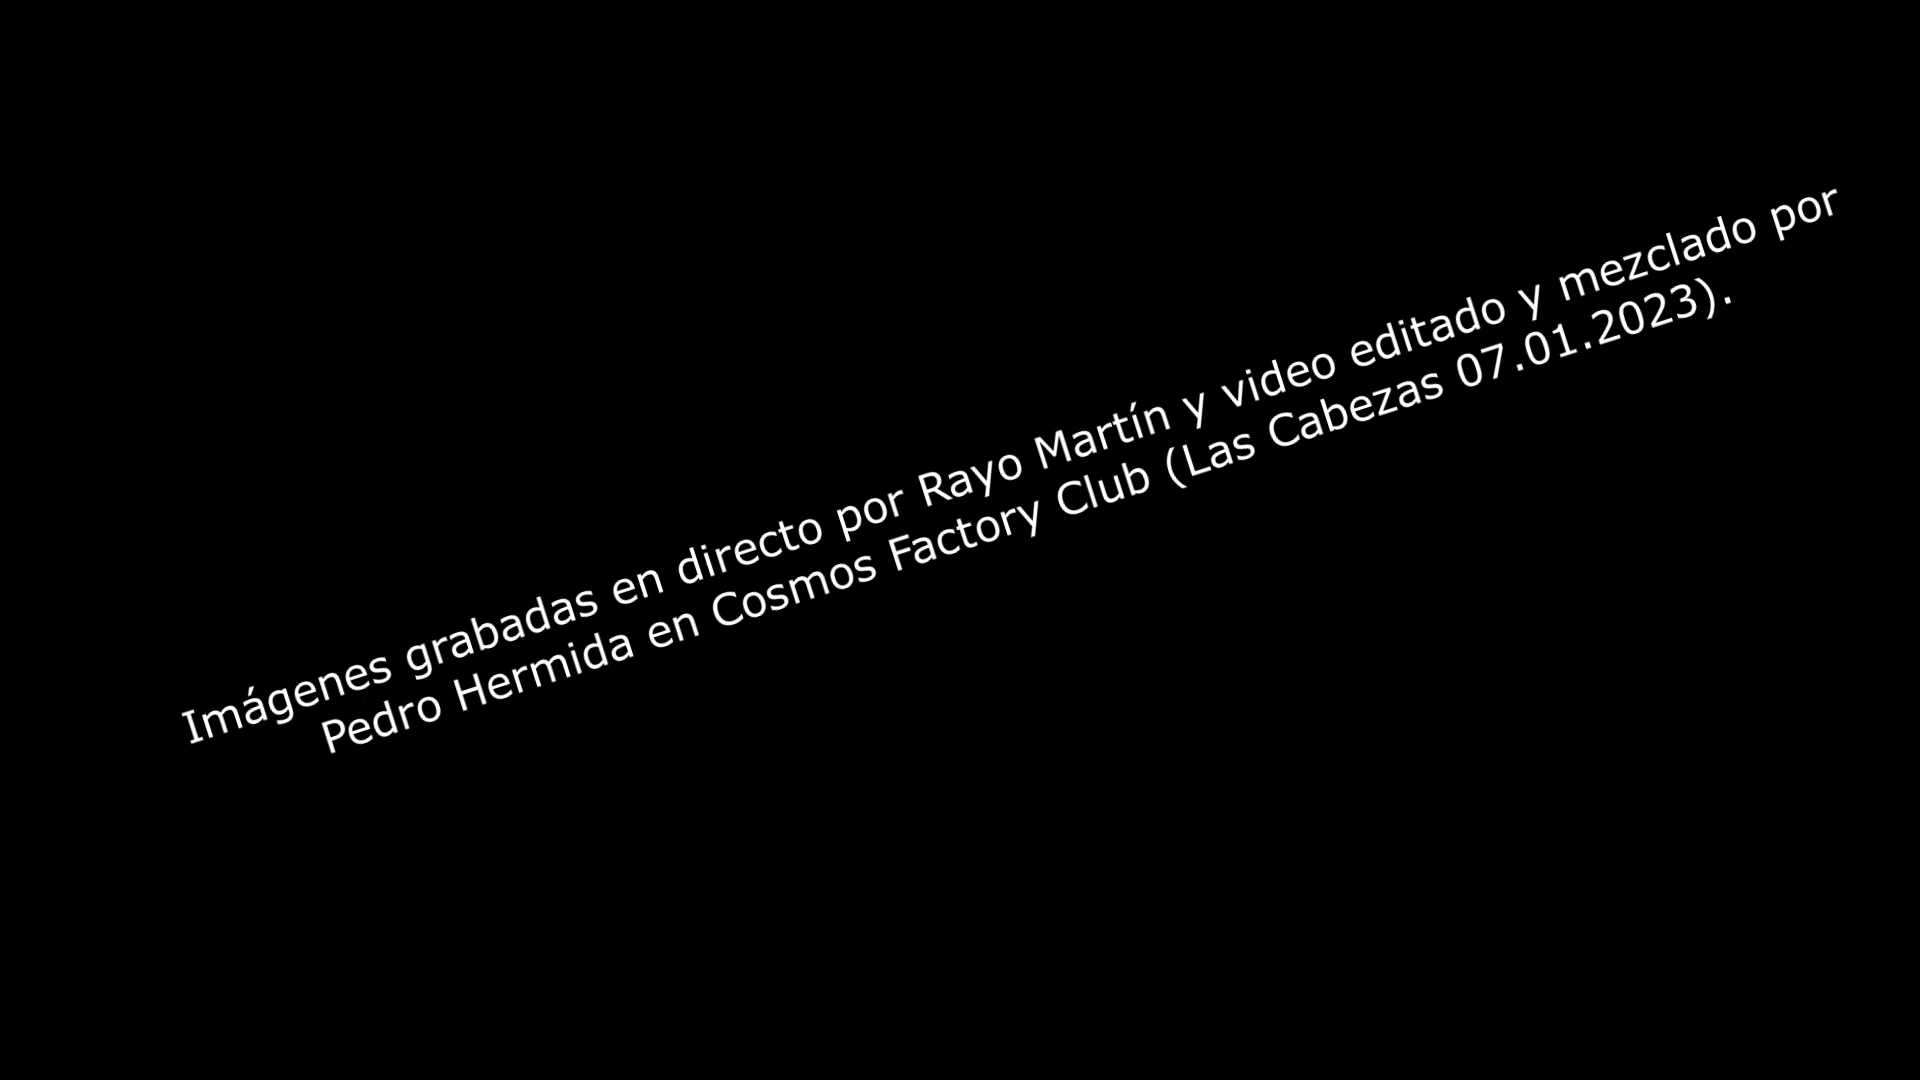 Imágenes grabadas en directo por Rayo Martín y video editado y mezclado por
Pedro Hermida en Cosmos Factory Club (Las Cabezas 07.01.2023).